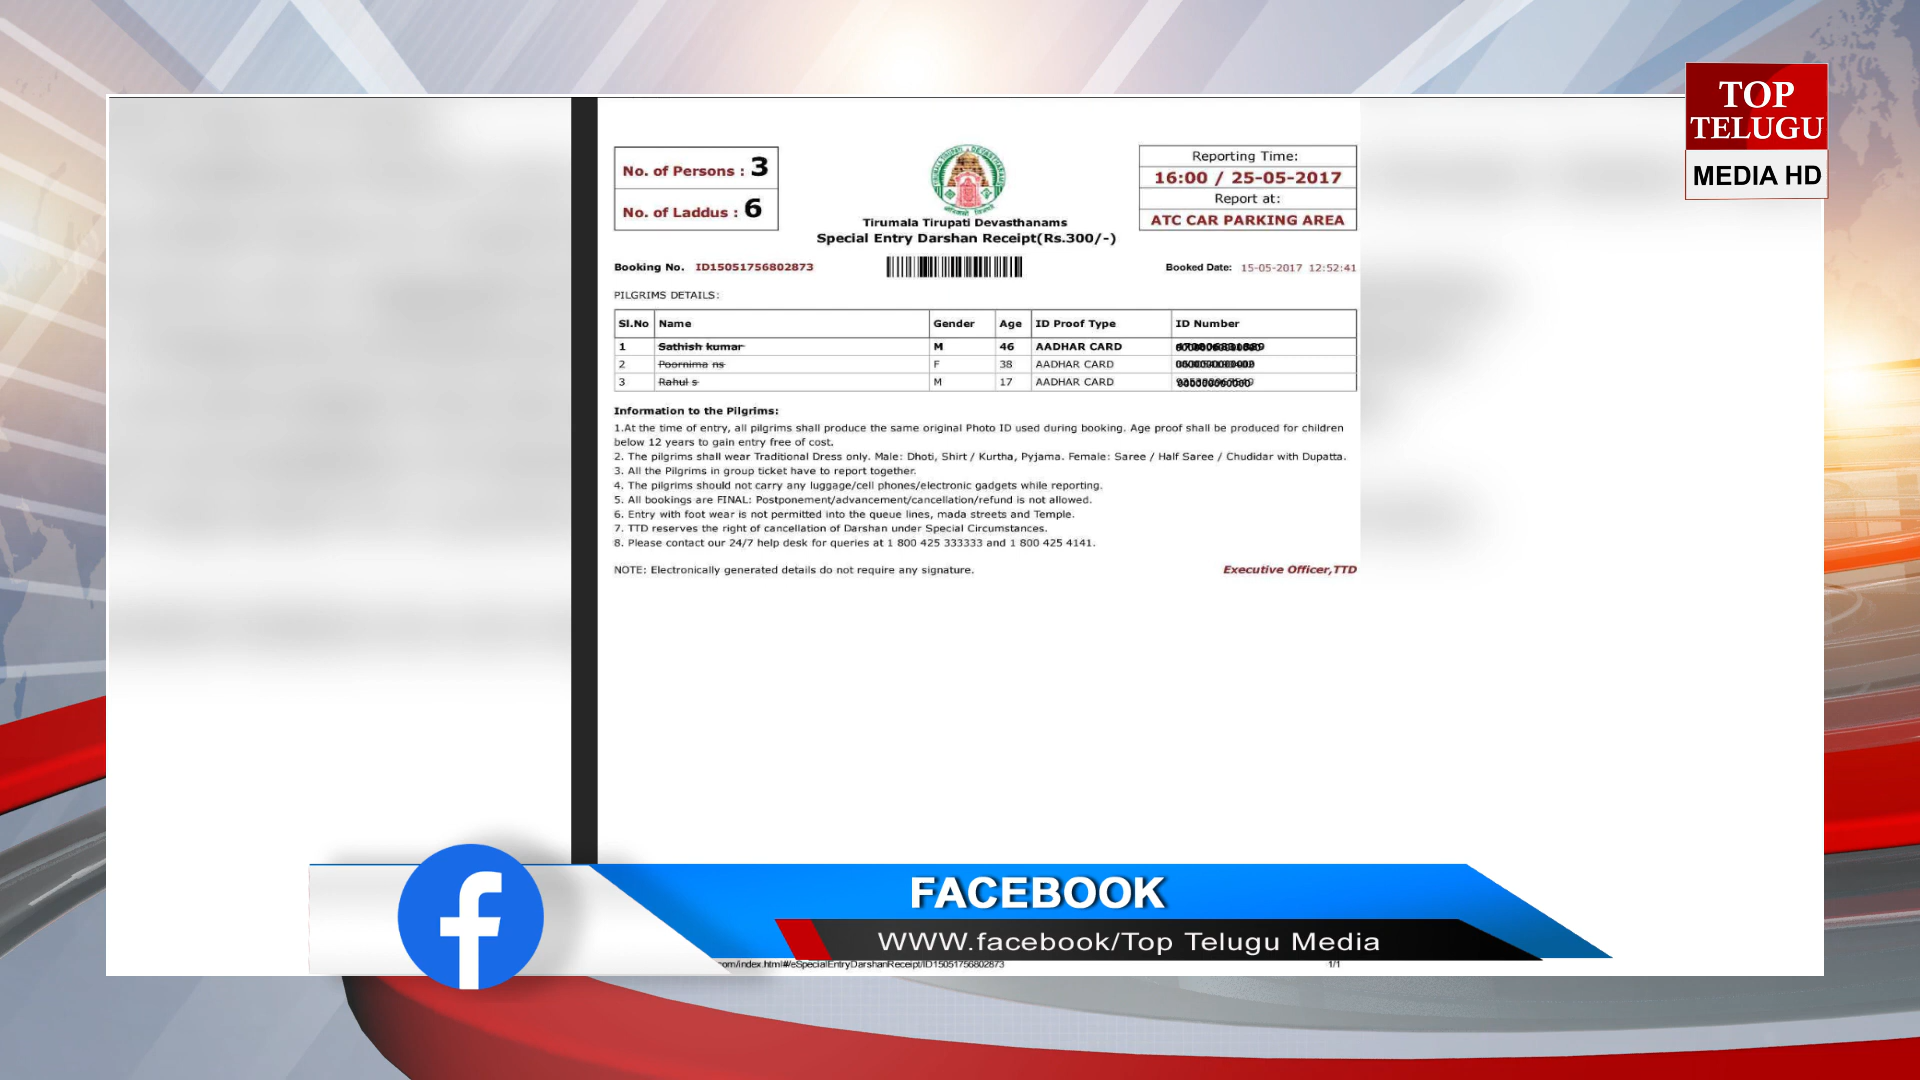 TOP
TELUGU
MEDIA HD
No. of Persons : 3
No. of Laddus : 6
Tirumala Tirupati Devasthanams
Special Entry Darshan Receipt(Rs.300/-)
Reporting Time:
16:00 / 25-05-2017
Report at:
ATC CAR PARKING AREA
Booking No. ID15051756802873
Booked Date: 15-05-2017 12:52:41
PILGRIMS DETAILS:
Sl.No Name Gender Age ID Proof Type ID Number
1 Sathish kumar M 46 AADHAR CARD
2 Poornima ns F 38 AADHAR CARD
3 Rahul s M 17 AADHAR CARD
Information to the Pilgrims:
1.At the time of entry, all pilgrims shall produce the same original Photo ID used during booking. Age proof shall be produced for children
below 12 years to gain entry free of cost.
2. The pilgrims shall wear Traditional Dress only. Male: Dhoti, Shirt / Kurtha, Pyjama. Female: Saree / Half Saree / Chudidar with Dupatta.
3. All the Pilgrims in group ticket have to report together.
4. The pilgrims should not carry any luggage/cell phones/electronic gadgets while reporting.
5. All bookings are FINAL: Postponement/advancement/cancellation/refund is not allowed.
6. Entry with foot wear is not permitted into the queue lines, mada streets and Temple.
7. TTD reserves the right of cancellation of Darshan under Special Circumstances.
8. Please contact our 24/7 help desk for queries at 1 800 425 333333 and 1 800 425 4141.
NOTE: Electronically generated details do not require any signature.
Executive Officer,TTD
FACEBOOK
WWW.facebook/Top Telugu Media
com/index.html#/eSpecialEntryDarshanReceipt/ID15051756802873
1/1